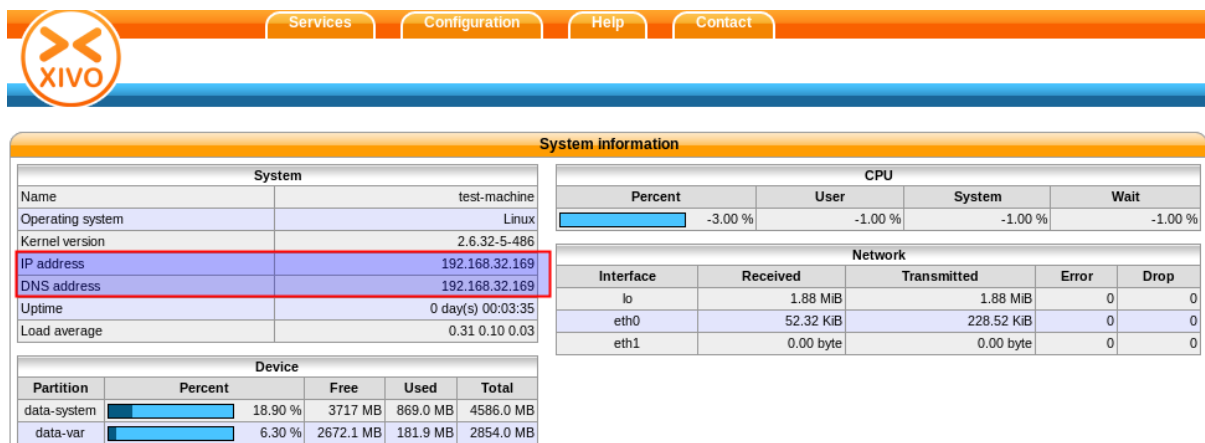 Services Configuration Help Contact
XIVO
System information
System
Name test-machine
Operating system Linux
Kernel version 2.6.32-5-486
IP address 192.168.32.169
DNS address 192.168.32.169
Uptime 0 day(s) 00:03:35
Load average 0.31 0.10 0.03
Device
Partition Percent Free Used Total
data-system 18.90 % 3717 MB 869.0 MB 4586.0 MB
data-var 6.30 % 2672.1 MB 181.9 MB 2854.0 MB
CPU
Percent User System Wait
-3.00 % -1.00 % -1.00 % -1.00 %
Network
Interface Received Transmitted Error Drop
lo 1.88 MiB 1.88 MiB 0 0
eth0 52.32 KiB 228.52 KiB 0 0
eth1 0.00 byte 0.00 byte 0 0